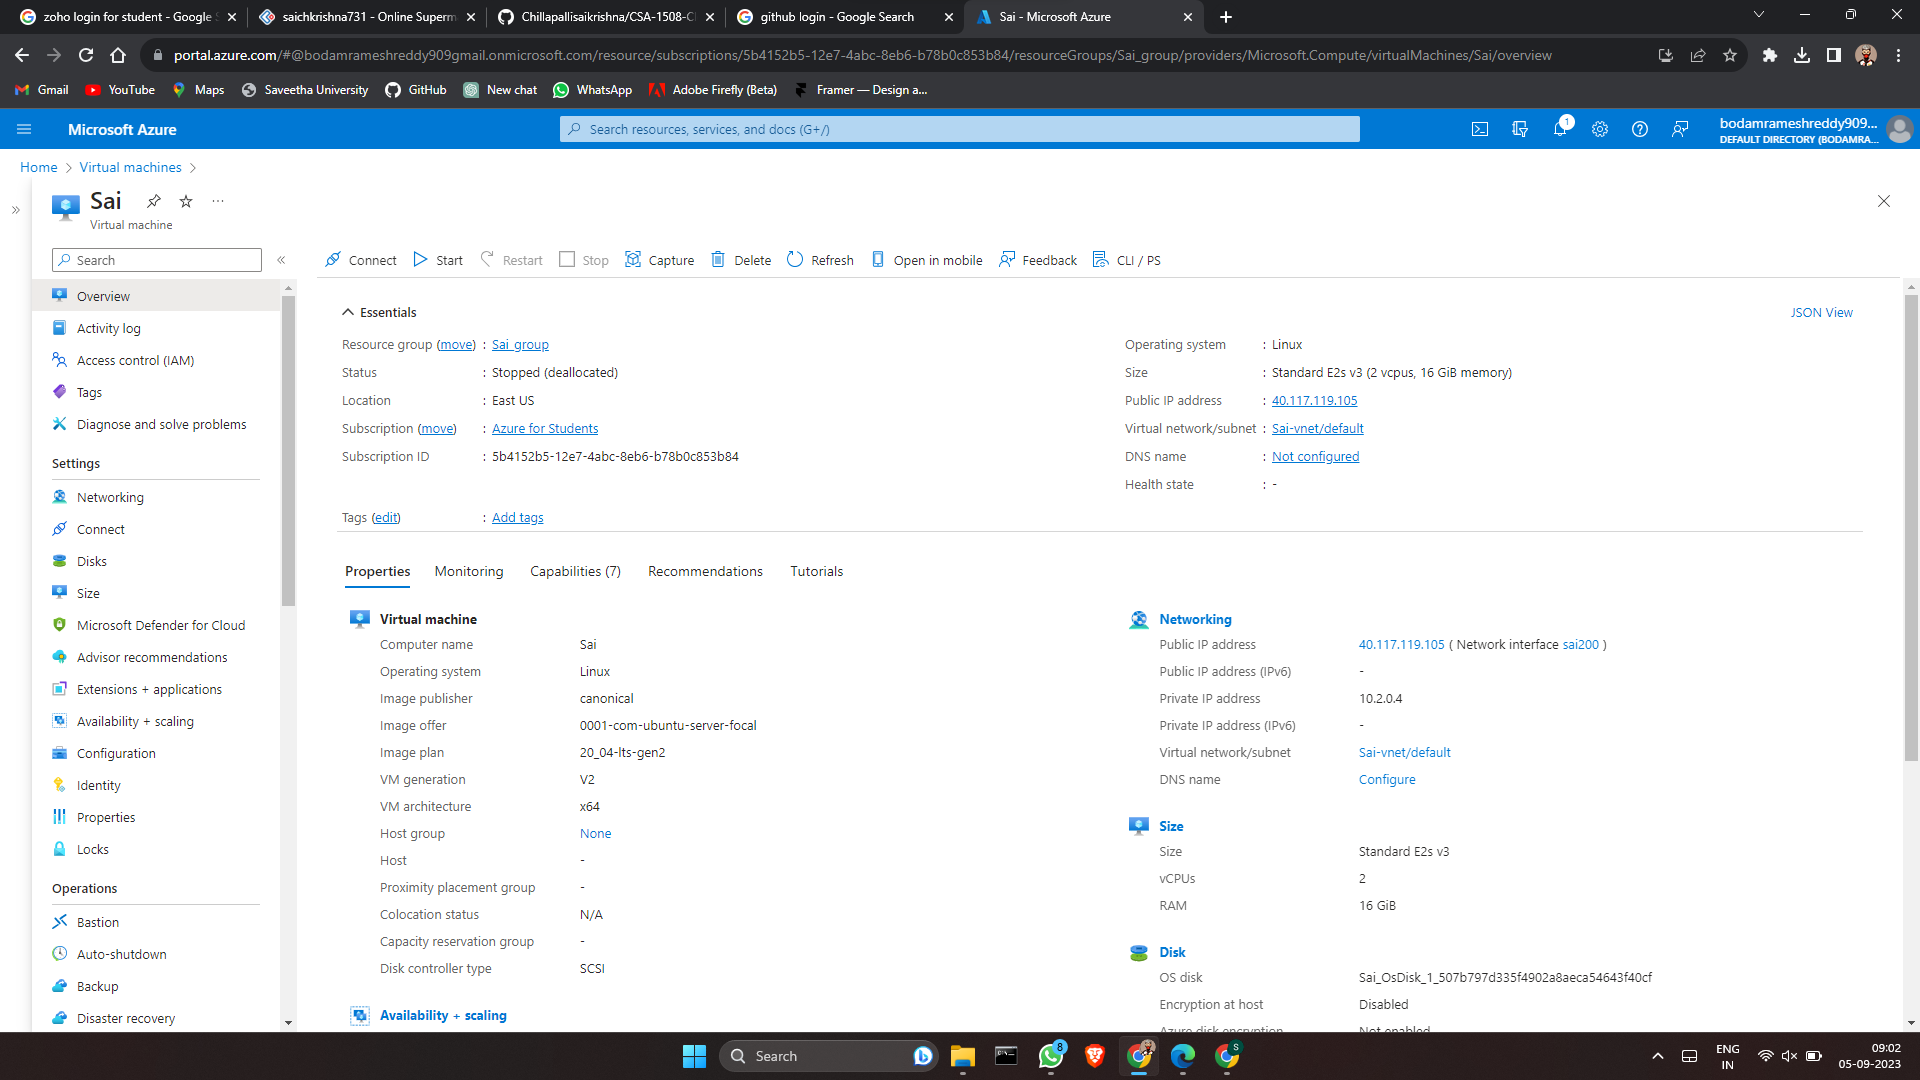 zoho login for student - Google S
saichkrishna731 - Online Superm
Chillapallisaikrishna/CSA-1508-C
github login - Google Search
Sai - Microsoft Azure
portal.azure.com/#@bodamrameshreddy909gmail.onmicrosoft.com/resource/subscriptions/5b4152b5-12e7-4abc-8eb6-b78b0c853b84/resourceGroups/Sai_group/providers/Microsoft.Compute/virtualMachines/Sai/overview
Gmail YouTube Maps Saveetha University GitHub New chat WhatsApp Adobe Firefly (Beta) Framer — Design a...
Microsoft Azure
Search resources, services, and docs (G+/)
1
bodamrameshreddy909...
DEFAULT DIRECTORY (BODAMRA...
Home > Virtual machines >
Sai
Virtual machine
Search
Connect Start Restart Stop Capture Delete Refresh Open in mobile Feedback CLI / PS
Overview
Activity log
Access control (IAM)
Tags
Diagnose and solve problems
Settings
Networking
Connect
Disks
Size
Microsoft Defender for Cloud
Advisor recommendations
Extensions + applications
Availability + scaling
Configuration
Identity
Properties
Locks
Operations
Bastion
Auto-shutdown
Backup
Disaster recovery
Essentials
JSON View
Resource group (move) : Sai_group
Status : Stopped (deallocated)
Location : East US
Subscription (move) : Azure for Students
Subscription ID : 5b4152b5-12e7-4abc-8eb6-b78b0c853b84
Tags (edit) : Add tags
Operating system : Linux
Size : Standard E2s v3 (2 vcpus, 16 GiB memory)
Public IP address : 40.117.119.105
Virtual network/subnet : Sai-vnet/default
DNS name : Not configured
Health state : -
Properties Monitoring Capabilities (7) Recommendations Tutorials
Virtual machine
Computer name Sai
Operating system Linux
Image publisher canonical
Image offer 0001-com-ubuntu-server-focal
Image plan 20_04-lts-gen2
VM generation V2
VM architecture x64
Host group None
Host -
Proximity placement group -
Colocation status N/A
Capacity reservation group -
Disk controller type SCSI
Availability + scaling
Networking
Public IP address 40.117.119.105 ( Network interface sai200 )
Public IP address (IPv6) -
Private IP address 10.2.0.4
Private IP address (IPv6) -
Virtual network/subnet Sai-vnet/default
DNS name Configure
Size
Size Standard E2s v3
vCPUs 2
RAM 16 GiB
Disk
OS disk Sai_OsDisk_1_507b797d335f4902a8aeca54643f40cf
Encryption at host Disabled
Azure disk encryption Not enabled
Search
8
S
ENG
IN
09:02
05-09-2023